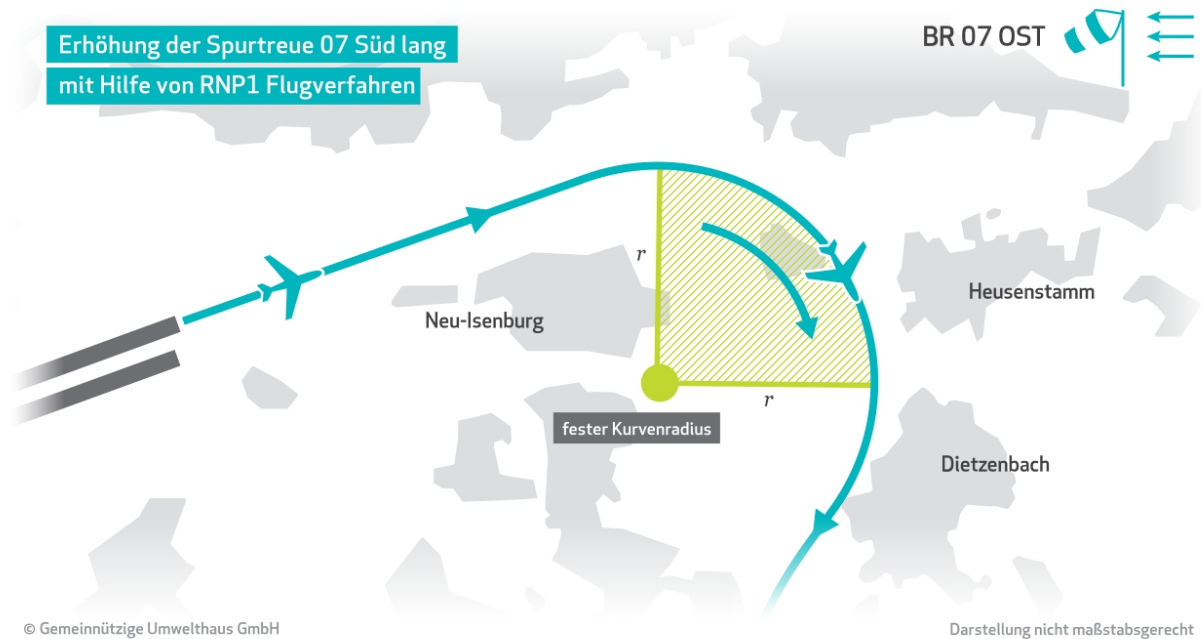 Erhöhung der Spurtreue 07 Süd lang
mit Hilfe von RNP1 Flugverfahren
BR 07 OST
r
Heusenstamm
Neu-Isenburg
r
fester Kurvenradius
Dietzenbach
© Gemeinnützige Umwelthaus GmbH
Darstellung nicht maßstabsgerecht